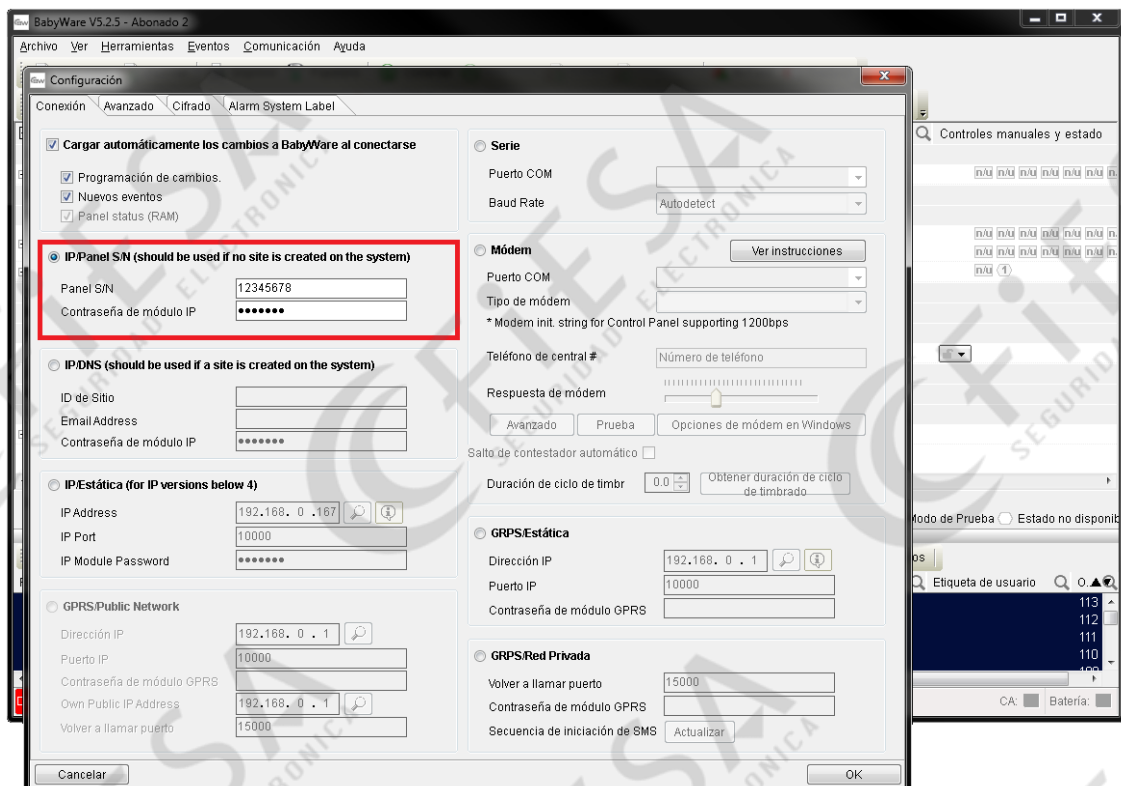 BabyWare V5.2.5 - Abonado 2
Archivo Ver Herramientas Eventos Comunicación Ayuda
Configuración
Conexión Avanzado Cifrado Alarm System Label
Cargar automáticamente los cambios a BabyWare al conectarse
Programación de cambios.
Nuevos eventos
Panel status (RAM)
IP/Panel S/N (should be used if no site is created on the system)
Panel S/N 12345678
Contraseña de módulo IP •••••••
IP/DNS (should be used if a site is created on the system)
ID de Sitio
Email Address
Contraseña de módulo IP •••••••
IP/Estática (for IP versions below 4)
IP Address 192.168. 0 .167
IP Port 10000
IP Module Password •••••••
GPRS/Public Network
Dirección IP 192.168. 0 . 1
Puerto IP 10000
Contraseña de módulo GPRS
Own Public IP Address 192.168. 0 . 1
Volver a llamar puerto 15000
Cancelar
Serie
Puerto COM
Baud Rate Autodetect
Módem Ver instrucciones
Puerto COM
Tipo de módem
* Modem init. string for Control Panel supporting 1200bps
Teléfono de central # Número de teléfono
Respuesta de módem
Avanzado Prueba Opciones de módem en Windows
Salto de contestador automático
Duración de ciclo de timbr 0.0 Obtener duración de ciclo
de timbrado
GRPS/Estática
Dirección IP 192.168. 0 . 1
Puerto IP 10000
Contraseña de módulo GPRS
GRPS/Red Privada
Volver a llamar puerto 15000
Contraseña de módulo GPRS
Secuencia de iniciación de SMS Actualizar
OK
Controles manuales y estado
n/u n/u n/u n/u n/u n/u n.
n/u n/u n/u n/u n/u n/u n.
n/u n/u n/u n/u n/u n/u n.
n/u 1
Modo de Prueba Estado no disponib
os
Etiqueta de usuario O.
113
112
111
110
CA: Batería:
CFiESA
SEGURIDAD ELECTRONICA